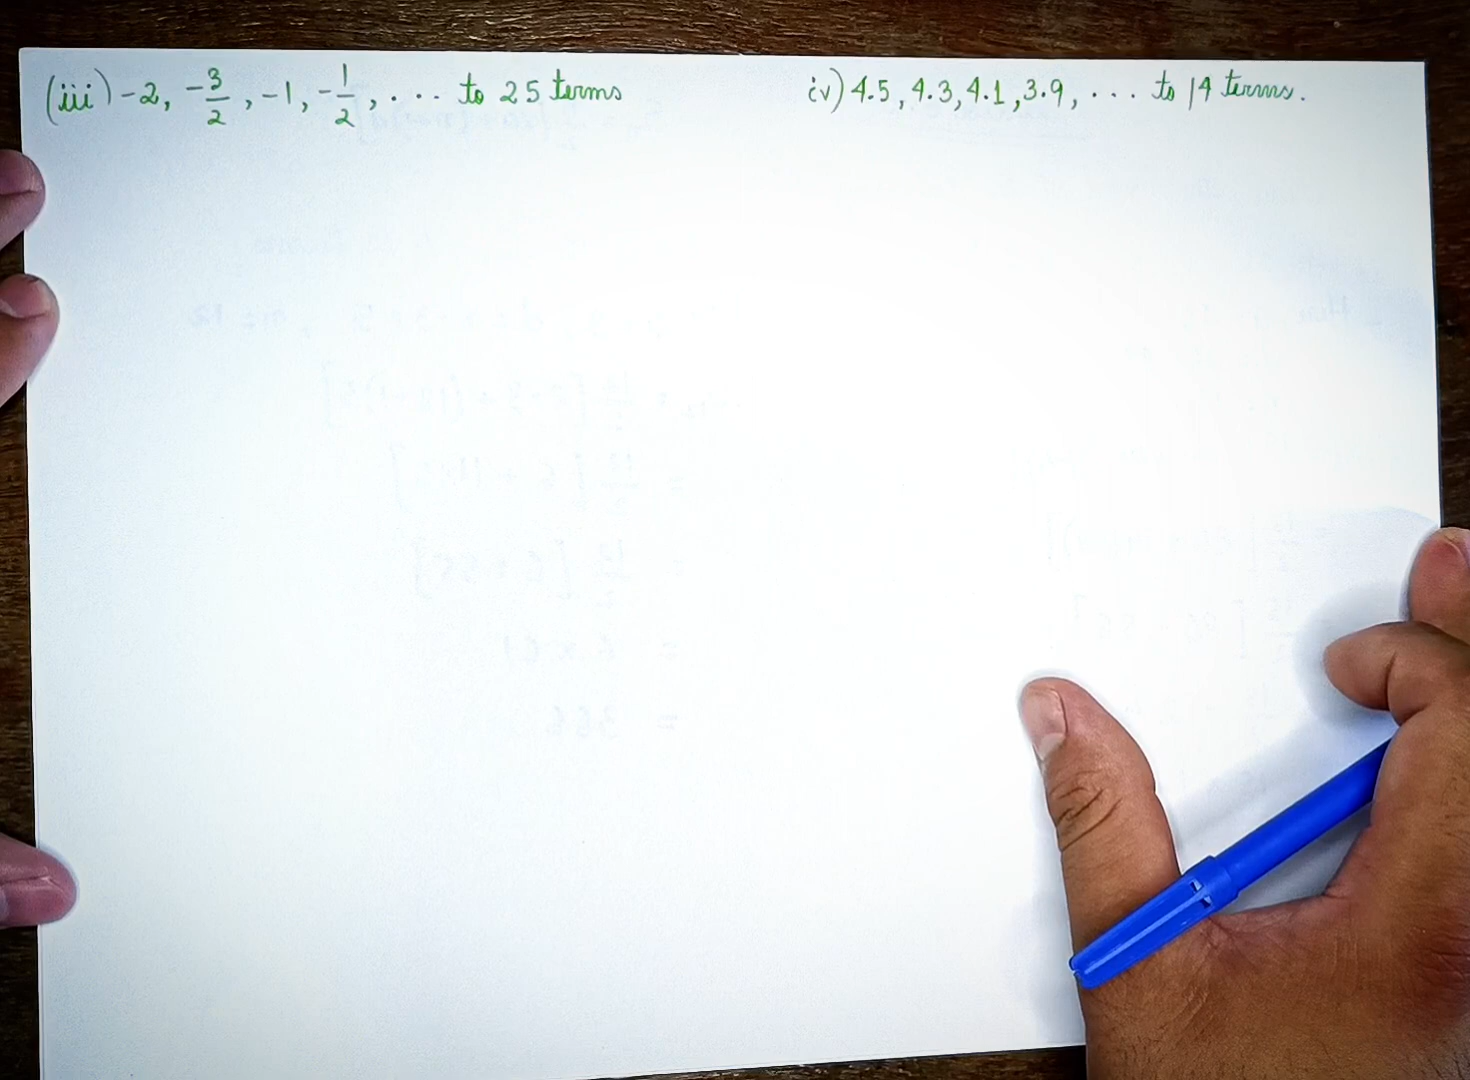 (iii) -2, -3/2, -1, -1/2, . . . to 25 terms
iv) 4.5, 4.3, 4.1, 3.9, . . . to 14 terms.